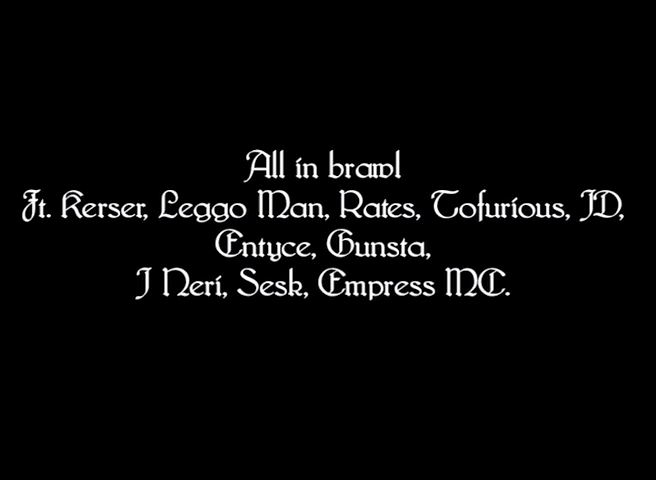 All in brawl
Ft. Kerser, Leggo Man, Rates, Tofurious, JD,
Entyce, Gunsta,
J Neri, Sesk, Empress MC.